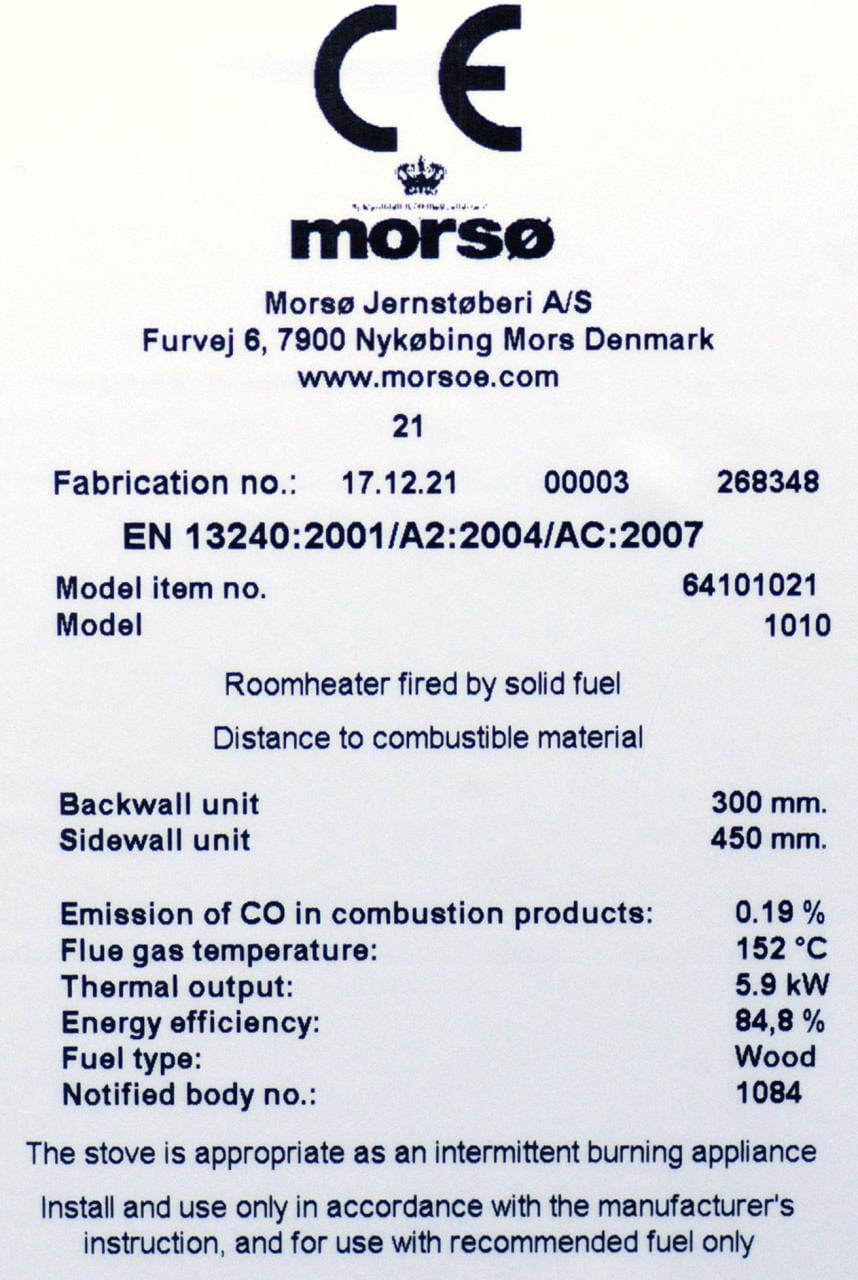 CE
morsø
Morsø Jernstøberi A/S
Furvej 6, 7900 Nykøbing Mors Denmark
www.morsoe.com
21
Fabrication no.: 17.12.21 00003 268348
EN 13240:2001/A2:2004/AC:2007
Model item no. 64101021
Model 1010
Roomheater fired by solid fuel
Distance to combustible material
Backwall unit 300 mm.
Sidewall unit 450 mm.
Emission of CO in combustion products: 0.19 %
Flue gas temperature: 152 °C
Thermal output: 5.9 kW
Energy efficiency: 84,8 %
Fuel type: Wood
Notified body no.: 1084
The stove is appropriate as an intermittent burning appliance
Install and use only in accordance with the manufacturer's
instruction, and for use with recommended fuel only